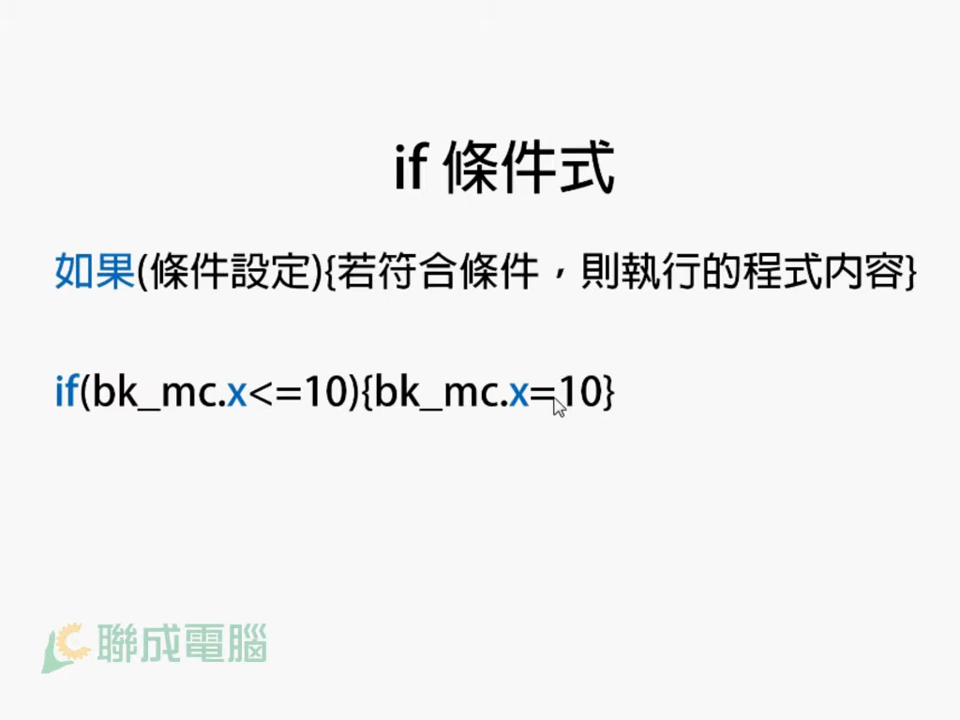 if 條件式
如果(條件設定){若符合條件，則執行的程式內容}
if(bk_mc.x<=10){bk_mc.x=10}
聯成電腦